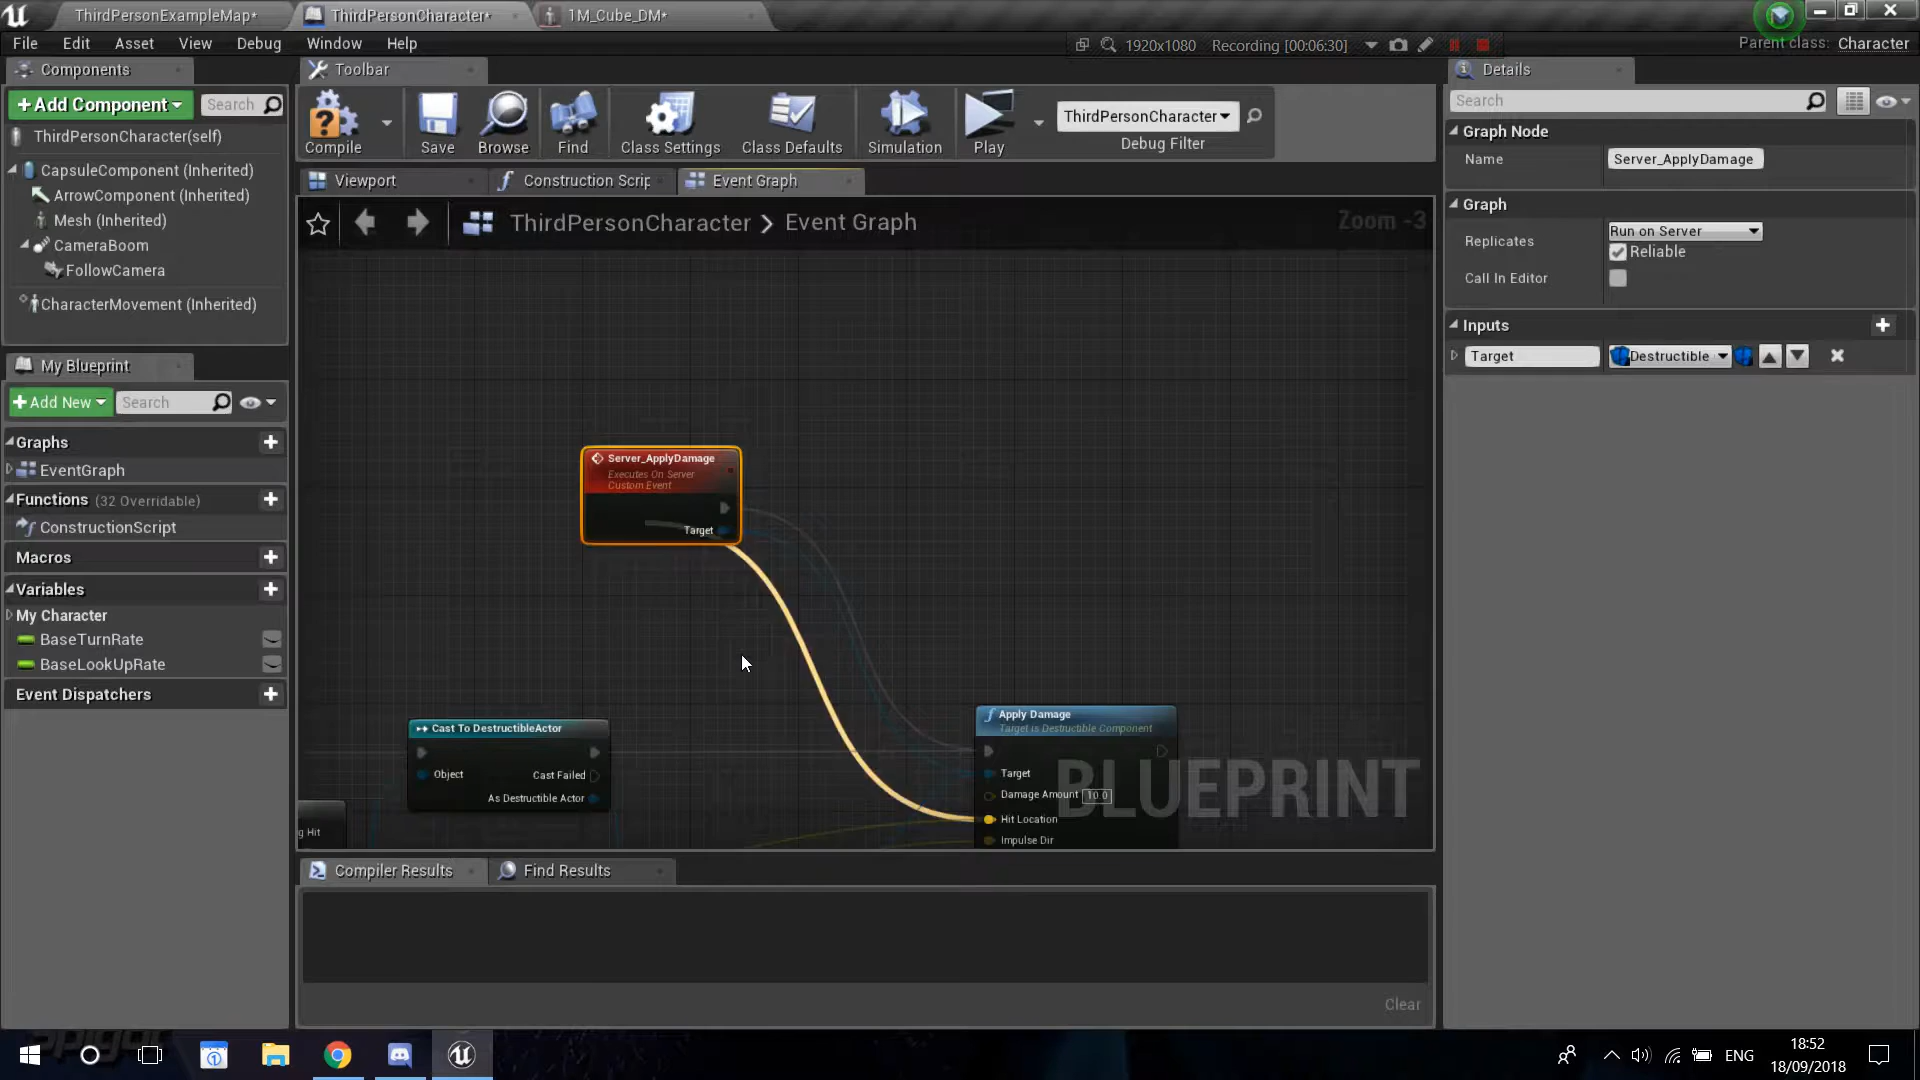 ThirdPersonExampleMap*
ThirdPersonCharacter*
1M_Cube_DM*
File Edit Asset View Debug Window Help
1920x1080 Recording [00:06:30]
Parent class: Character
Components
Toolbar
Details
+Add Component
Search
ThirdPersonCharacter(self)
CapsuleComponent (Inherited)
ArrowComponent (Inherited)
Mesh (Inherited)
CameraBoom
FollowCamera
CharacterMovement (Inherited)
Compile
Save
Browse
Find
Class Settings
Class Defaults
Simulation
Play
ThirdPersonCharacter
Debug Filter
Search
Graph Node
Name
Server_ApplyDamage
Graph
Replicates
Run on Server
Reliable
Call In Editor
Inputs
Target
Destructible
Viewport
Construction Scrip
Event Graph
ThirdPersonCharacter > Event Graph
Zoom -3
My Blueprint
+Add New
Search
Graphs
EventGraph
Functions (32 Overridable)
ConstructionScript
Macros
Variables
My Character
BaseTurnRate
BaseLookUpRate
Event Dispatchers
Server_ApplyDamage
Executes On Server
Custom Event
Target
Cast To DestructibleActor
Object
Cast Failed
As Destructible Actor
g Hit
Apply Damage
Target is Destructible Component
Target
Damage Amount 10.0
Hit Location
Impulse Dir
BLUEPRINT
Compiler Results
Find Results
Clear
ENG
18:52
18/09/2018